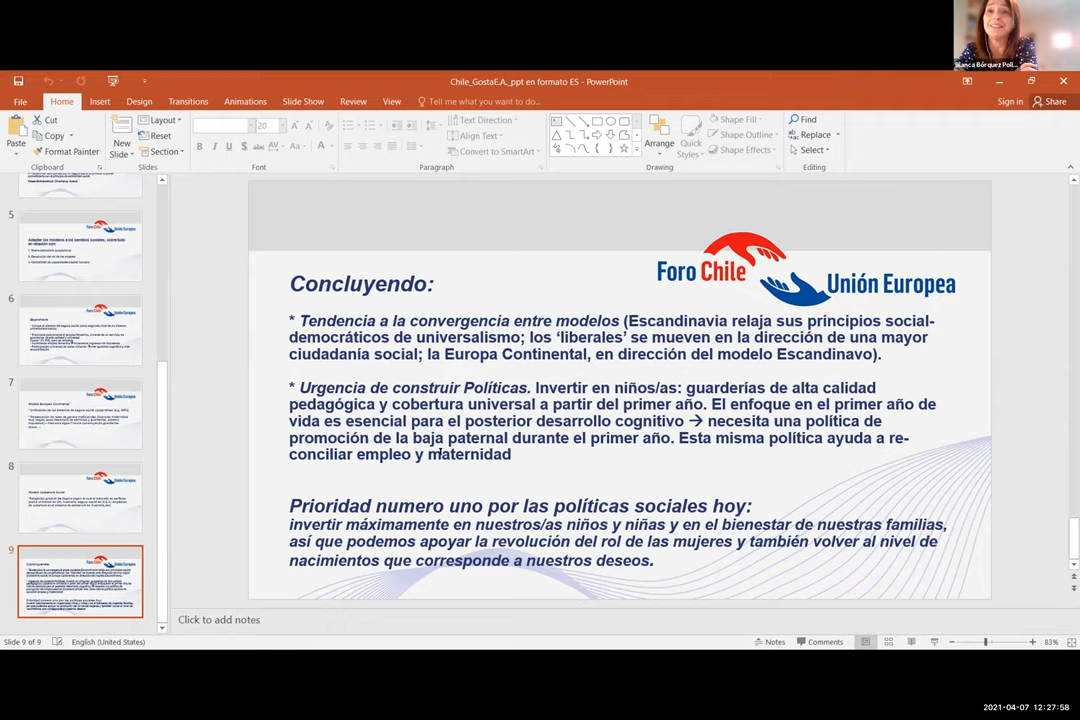 Blanca Bórquez Poll...
Chile_GostaE.A._ppt en formato ES - PowerPoint
File Home Insert Design Transitions Animations Slide Show Review View Tell me what you want to do... Sign in Share
Paste
Cut
Copy
Format Painter
Clipboard
New Slide
Layout
Reset
Section
Slides
20
Font
Text Direction
Align Text
Convert to SmartArt
Paragraph
Arrange
Quick Styles
Shape Fill
Shape Outline
Shape Effects
Drawing
Find
Replace
Select
Editing
5
6
7
8
9
Foro Chile Unión Europea
Concluyendo:
* Tendencia a la convergencia entre modelos (Escandinavia relaja sus principios social-
democráticos de universalismo; los ‘liberales’ se mueven en la dirección de una mayor
ciudadanía social; la Europa Continental, en dirección del modelo Escandinavo).
* Urgencia de construir Políticas. Invertir en niños/as: guarderías de alta calidad
pedagógica y cobertura universal a partir del primer año. El enfoque en el primer año de
vida es esencial para el posterior desarrollo cognitivo → necesita una política de
promoción de la baja paternal durante el primer año. Esta misma política ayuda a re-
conciliar empleo y maternidad
Prioridad numero uno por las políticas sociales hoy:
invertir máximamente en nuestros/as niños y niñas y en el bienestar de nuestras familias,
así que podemos apoyar la revolución del rol de las mujeres y también volver al nivel de
nacimientos que corresponde a nuestros deseos.
Click to add notes
Slide 9 of 9 English (United States) Notes Comments 83%
2021-04-07 12:27:58